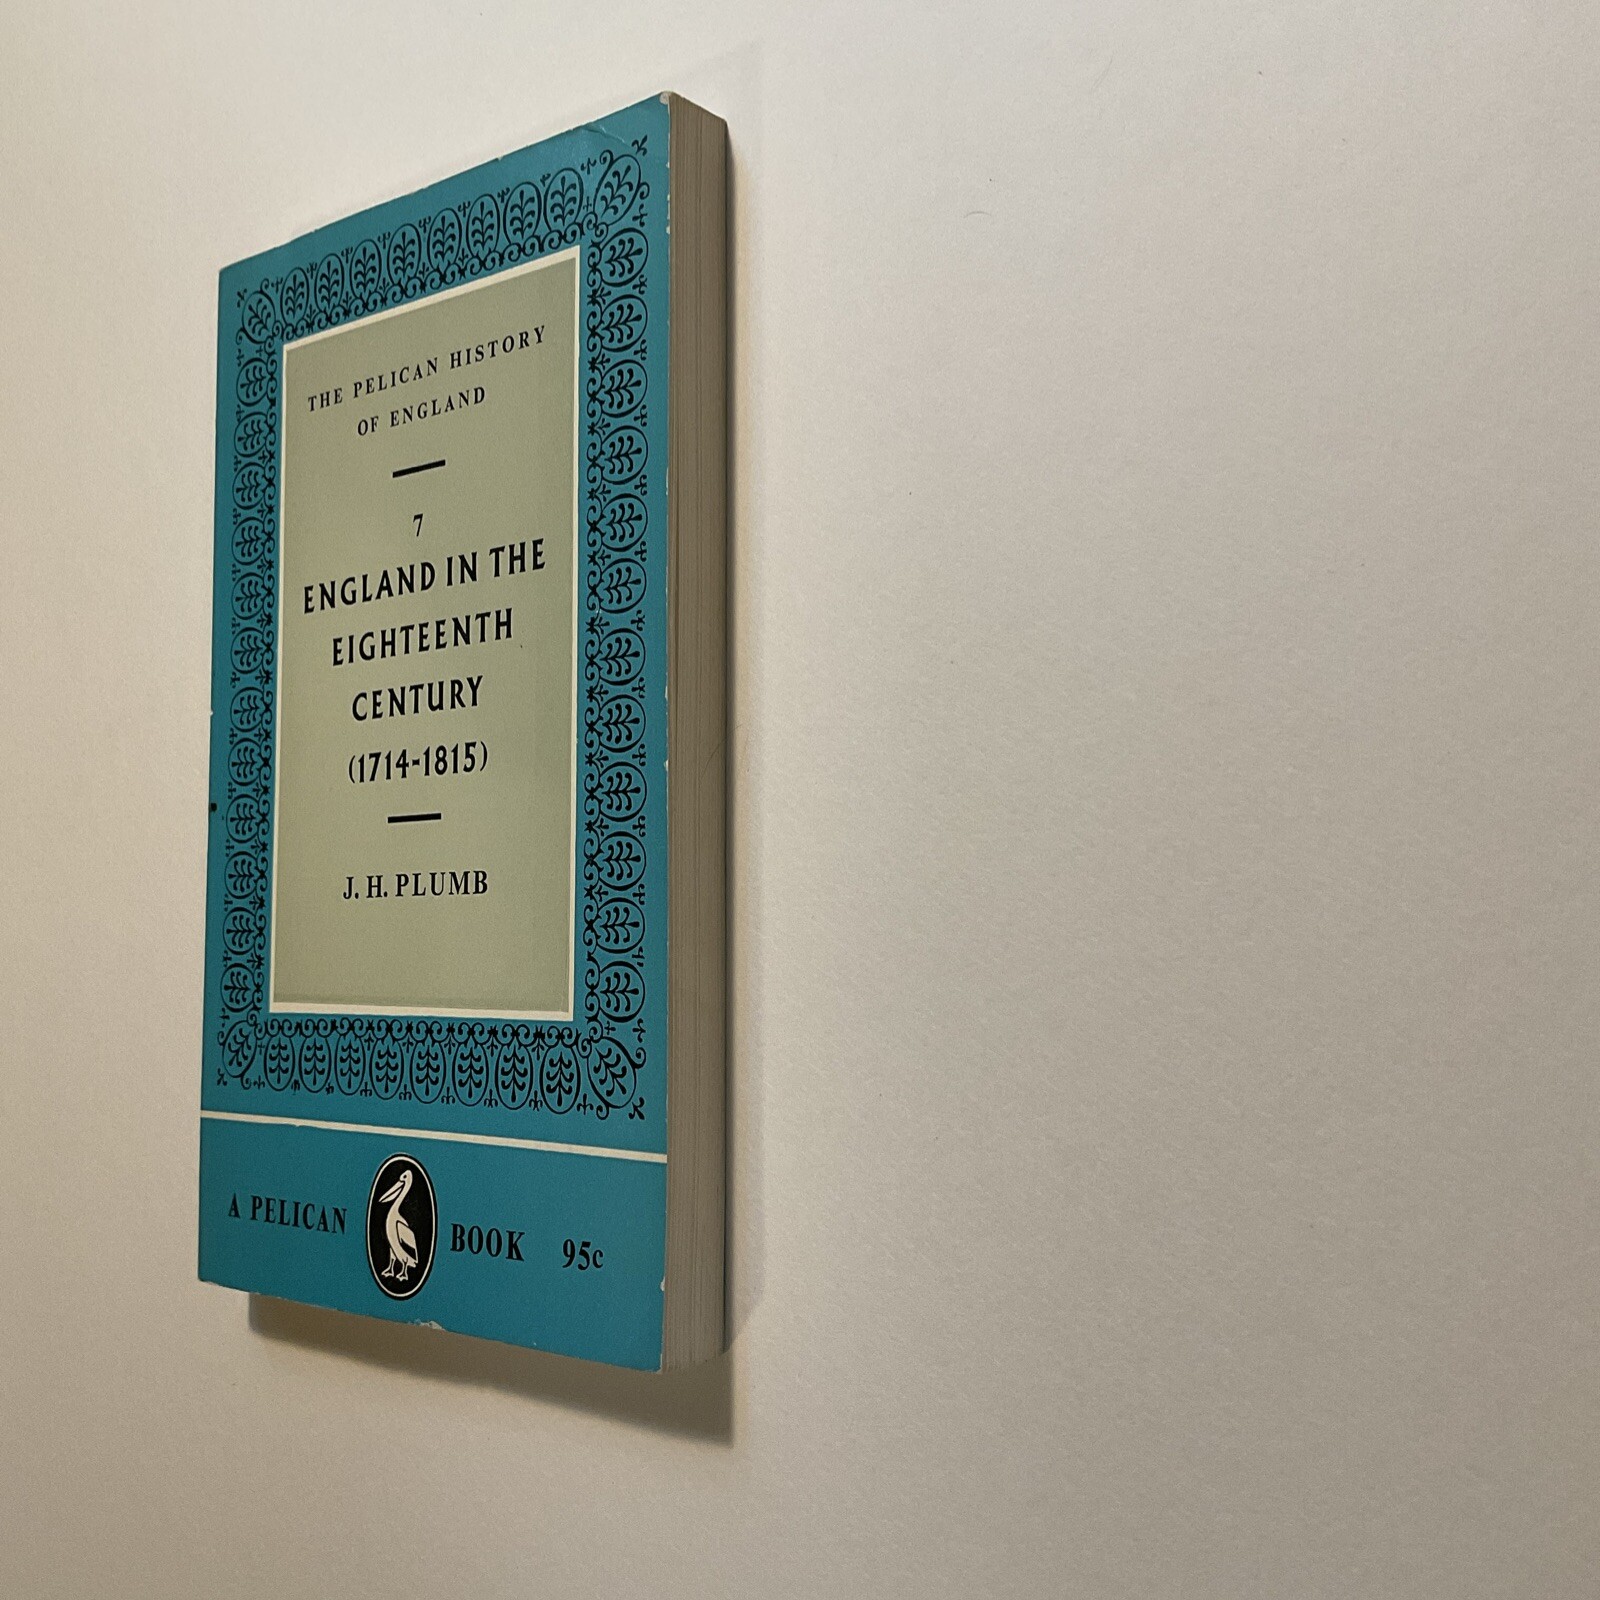 THE PELICAN HISTORY
OF ENGLAND
7
ENGLAND IN THE
EIGHTEENTH
CENTURY
(1714-1815)
J. H. PLUMB
A PELICAN BOOK 95c